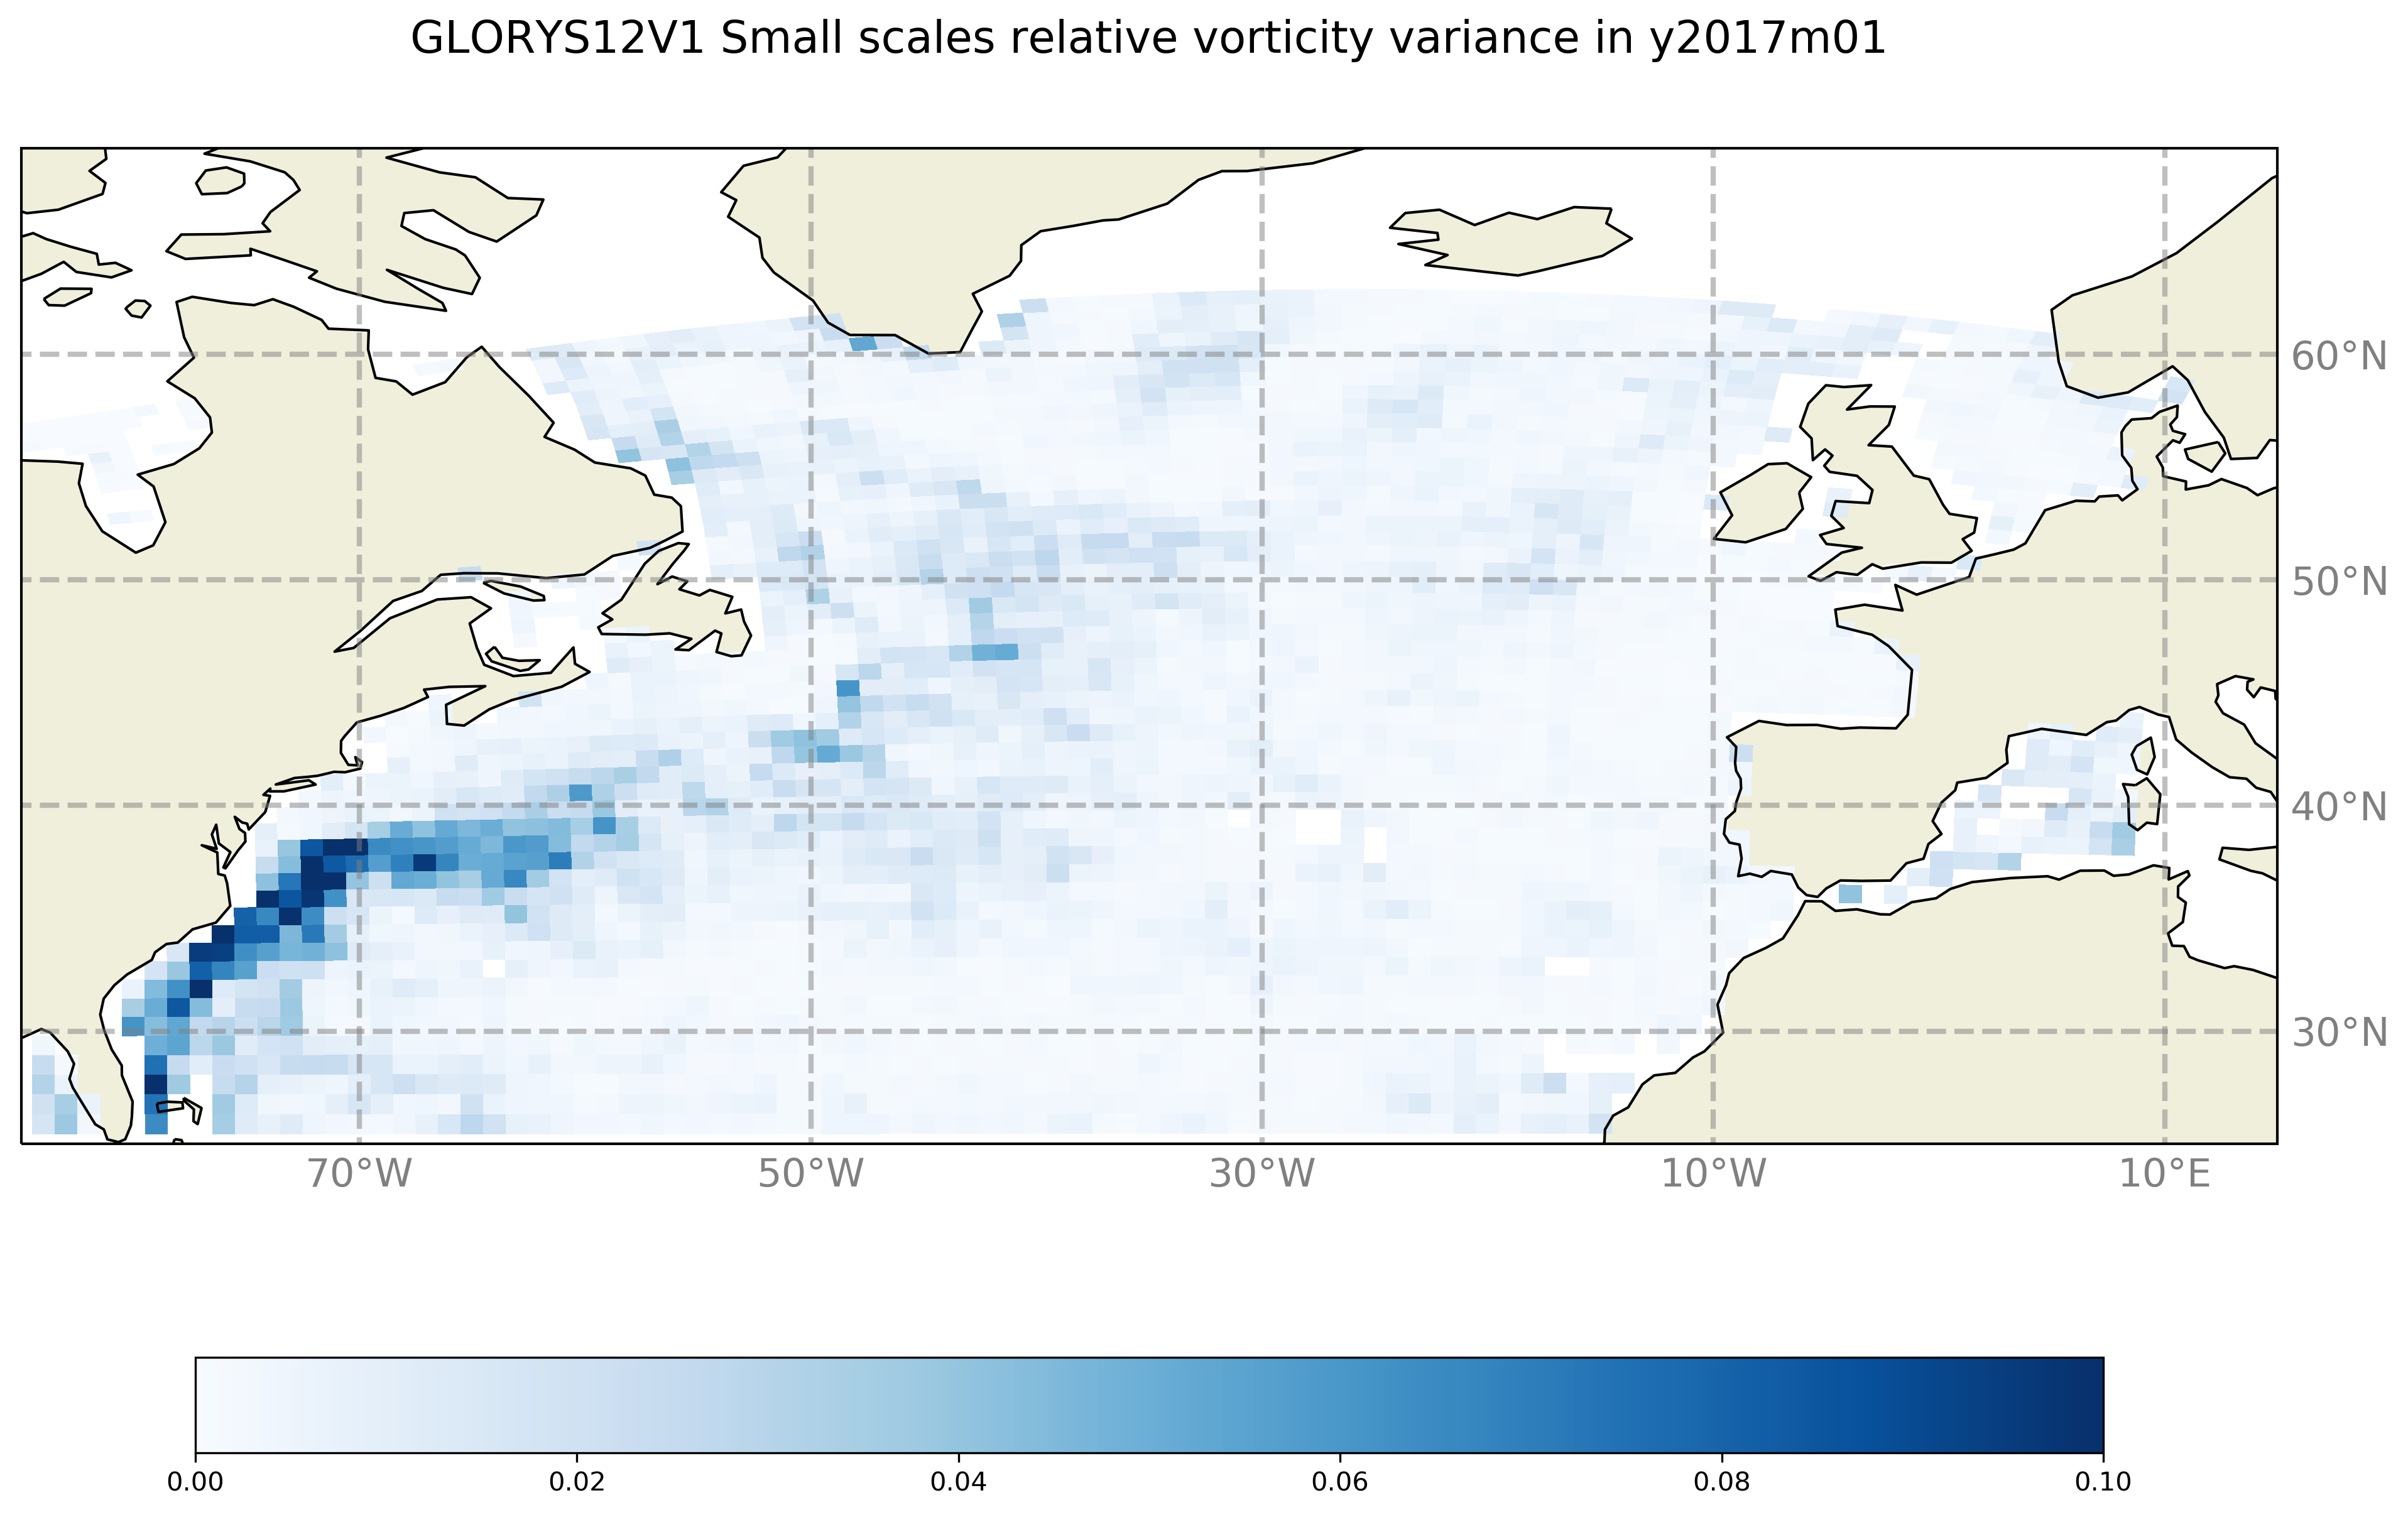 GLORYS12V1 Small scales relative vorticity variance in y2017m01
60°N
50°N
40°N
30°N
70°W 50°W 30°W 10°W 10°E
0.00 0.02 0.04 0.06 0.08 0.10